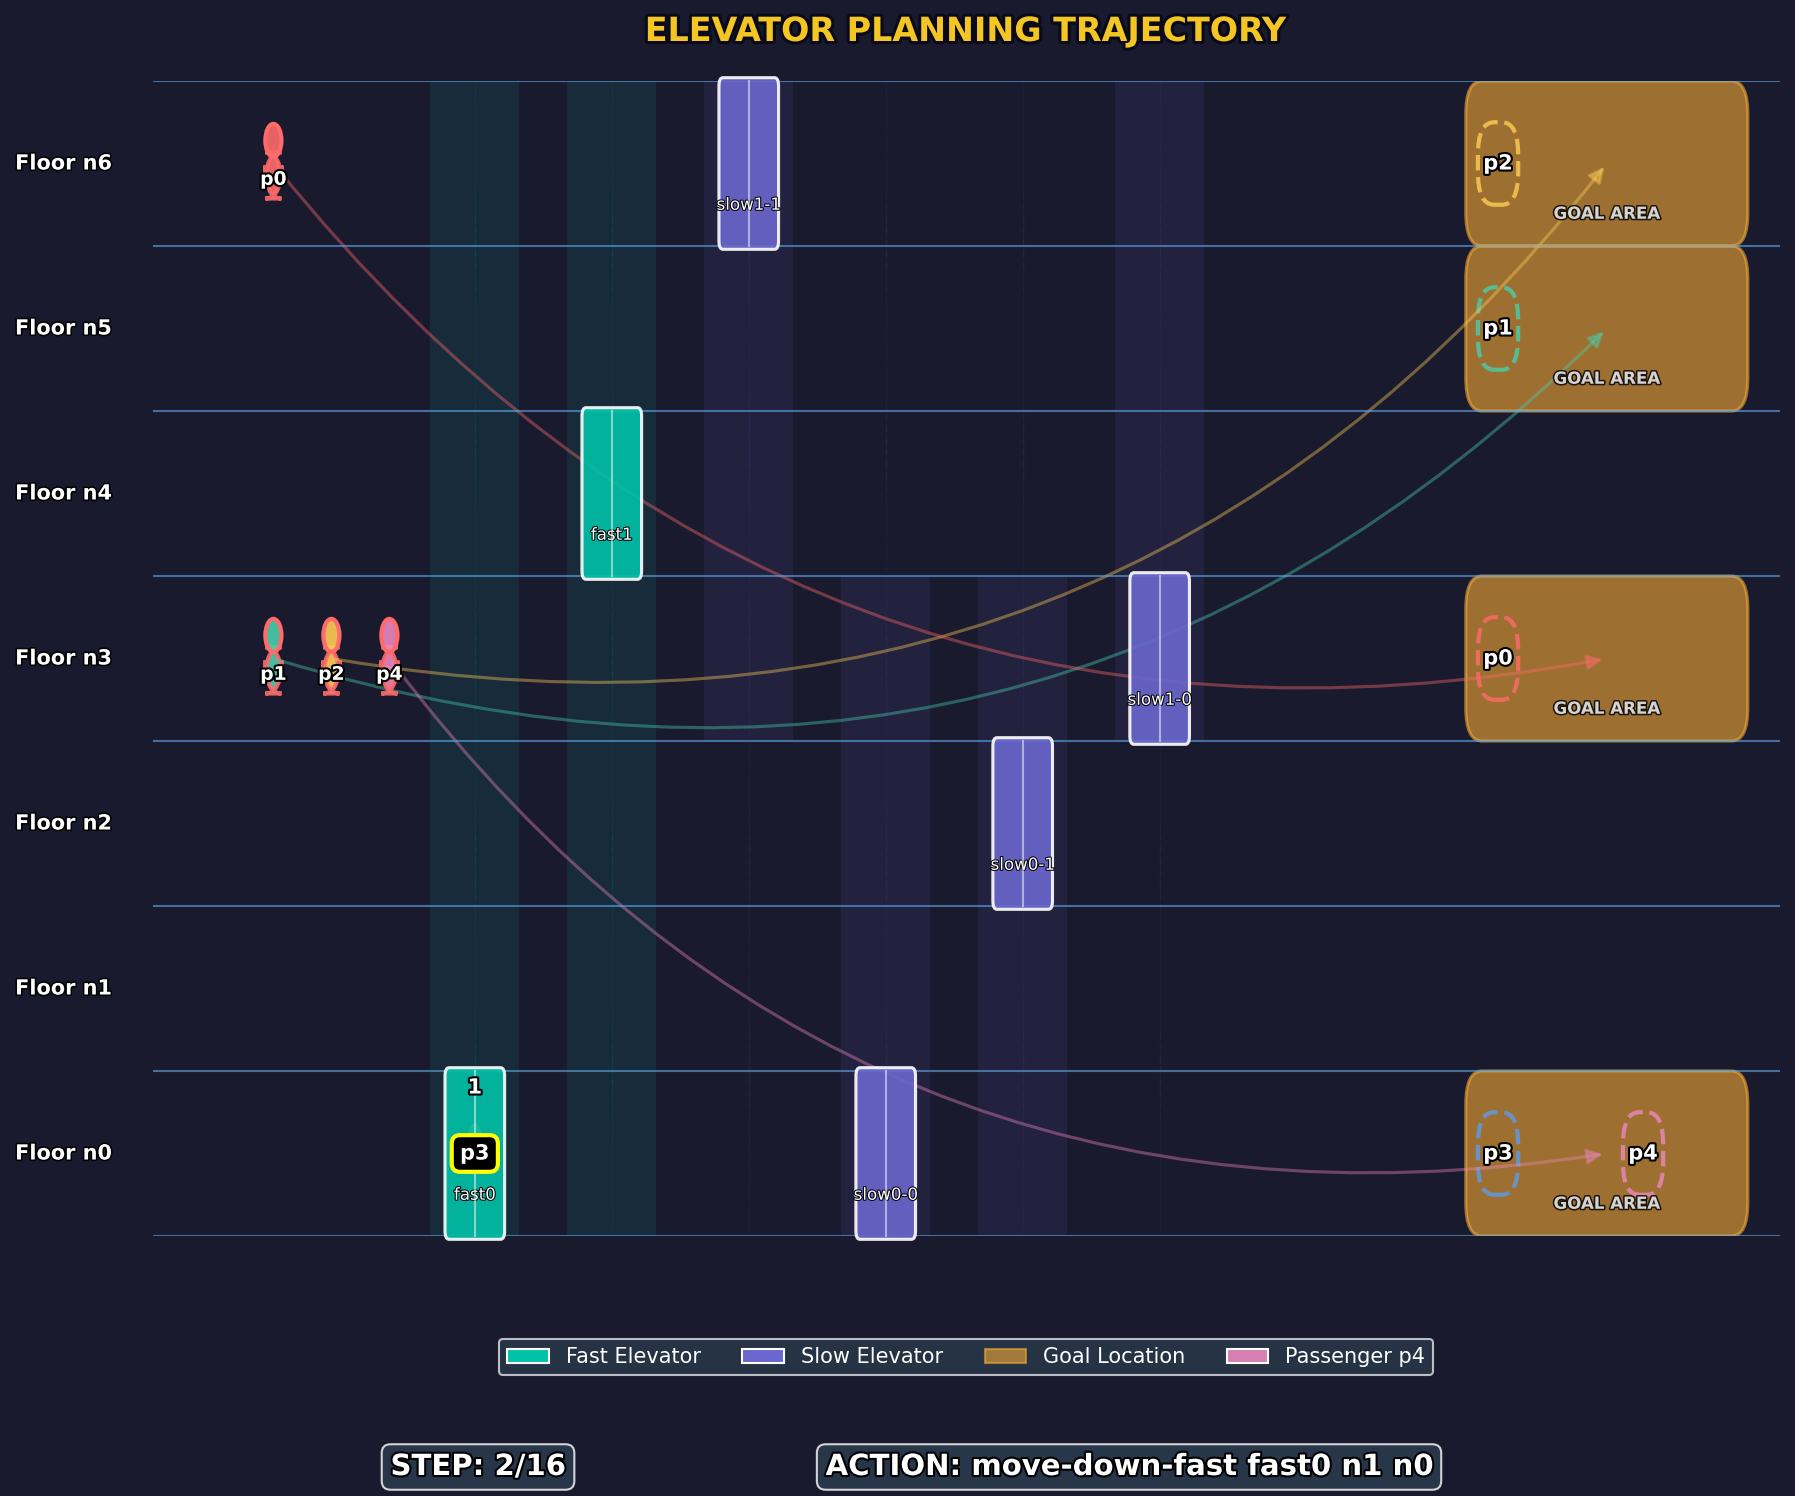 ELEVATOR PLANNING TRAJECTORY
Floor n6
p0
slow1-1
p2
GOAL AREA
Floor n5
p1
GOAL AREA
Floor n4
fast1
Floor n3
p1 p2 p4
slow1-0
p0
GOAL AREA
Floor n2
slow0-1
Floor n1
Floor n0
1
p3
fast0
slow0-0
p3 p4
GOAL AREA
Fast Elevator Slow Elevator Goal Location Passenger p4
STEP: 2/16 ACTION: move-down-fast fast0 n1 n0